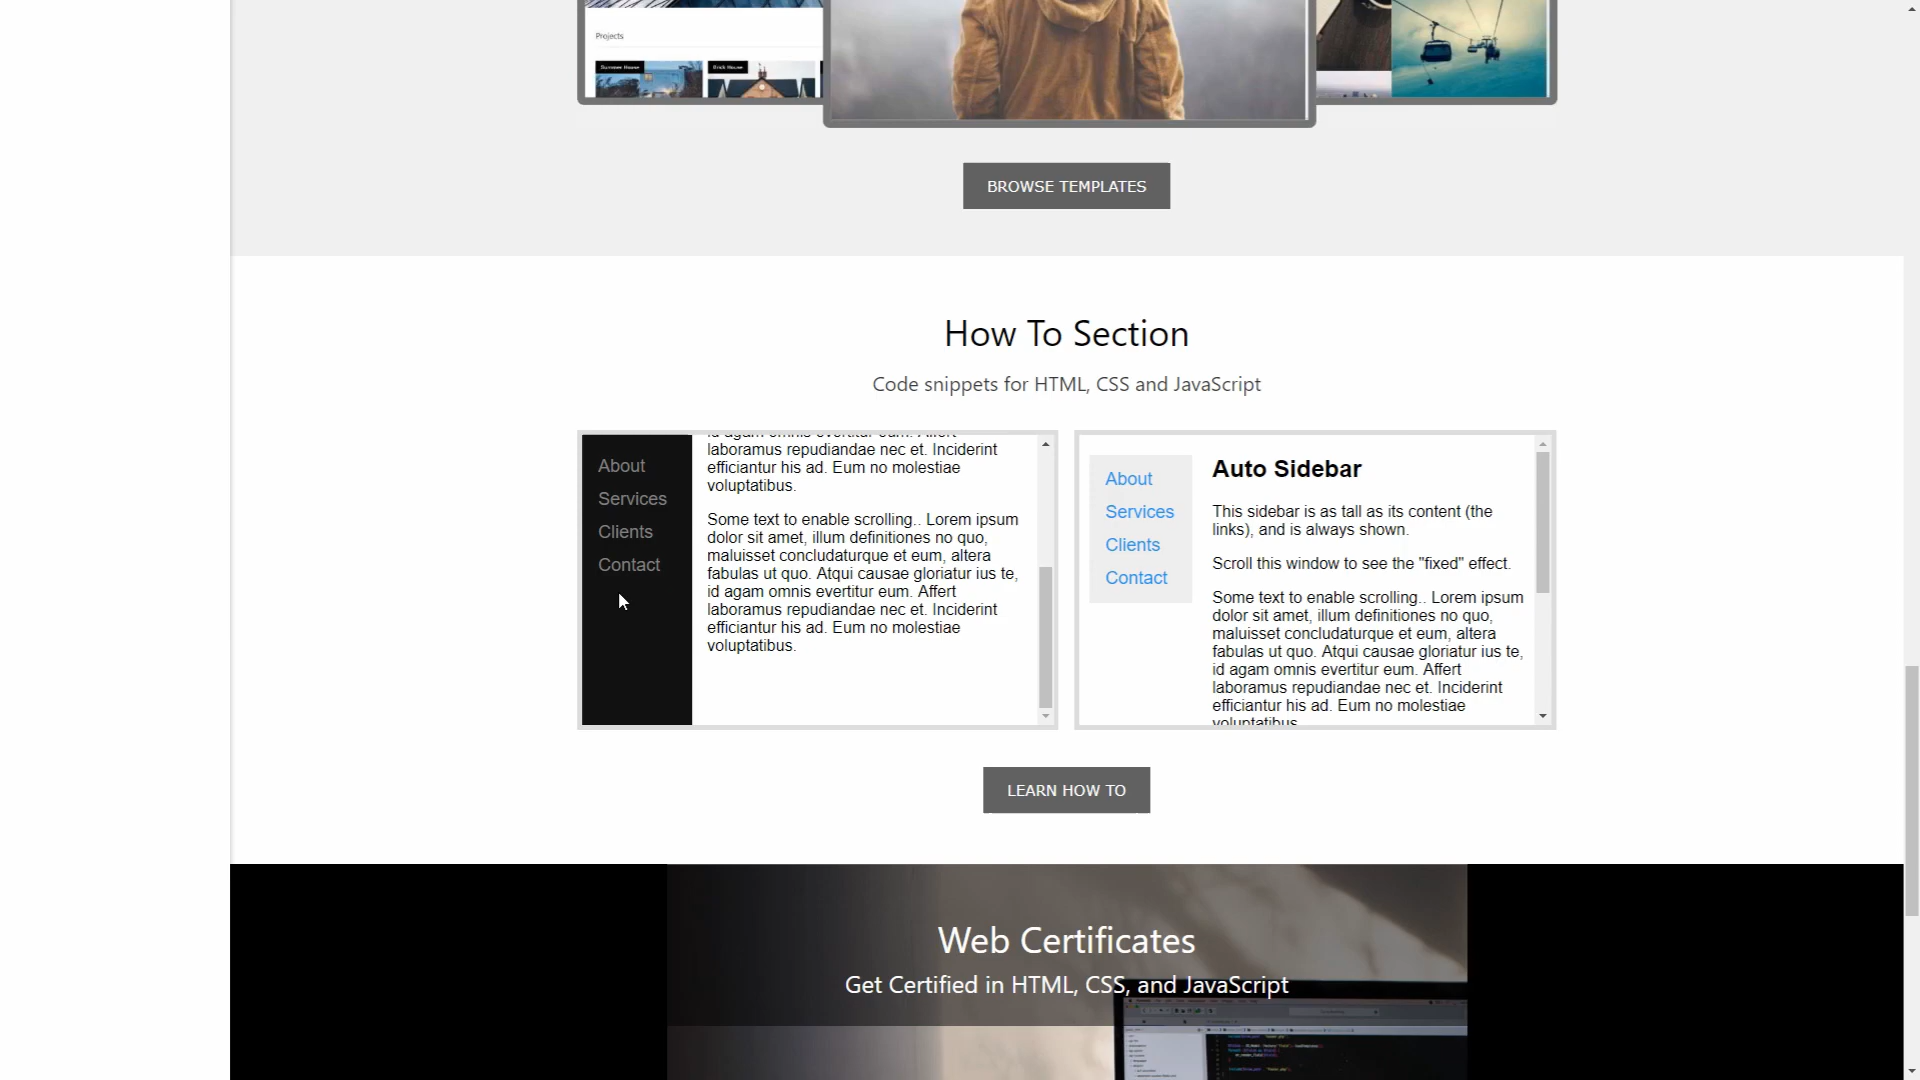 Projects
Summer House
Brick House
BROWSE TEMPLATES
How To Section
Code snippets for HTML, CSS and JavaScript
About
Services
Clients
Contact
id agam omnis evertitur eum. Affert
laboramus repudiandae nec et. Inciderint
efficiantur his ad. Eum no molestiae
voluptatibus.
Some text to enable scrolling.. Lorem ipsum
dolor sit amet, illum definitiones no quo,
maluisset concludaturque et eum, altera
fabulas ut quo. Atqui causae gloriatur ius te,
id agam omnis evertitur eum. Affert
laboramus repudiandae nec et. Inciderint
efficiantur his ad. Eum no molestiae
voluptatibus.
About
Services
Clients
Contact
Auto Sidebar
This sidebar is as tall as its content (the
links), and is always shown.
Scroll this window to see the "fixed" effect.
Some text to enable scrolling.. Lorem ipsum
dolor sit amet, illum definitiones no quo,
maluisset concludaturque et eum, altera
fabulas ut quo. Atqui causae gloriatur ius te,
id agam omnis evertitur eum. Affert
laboramus repudiandae nec et. Inciderint
efficiantur his ad. Eum no molestiae
voluptatibus
LEARN HOW TO
Web Certificates
Get Certified in HTML, CSS, and JavaScript